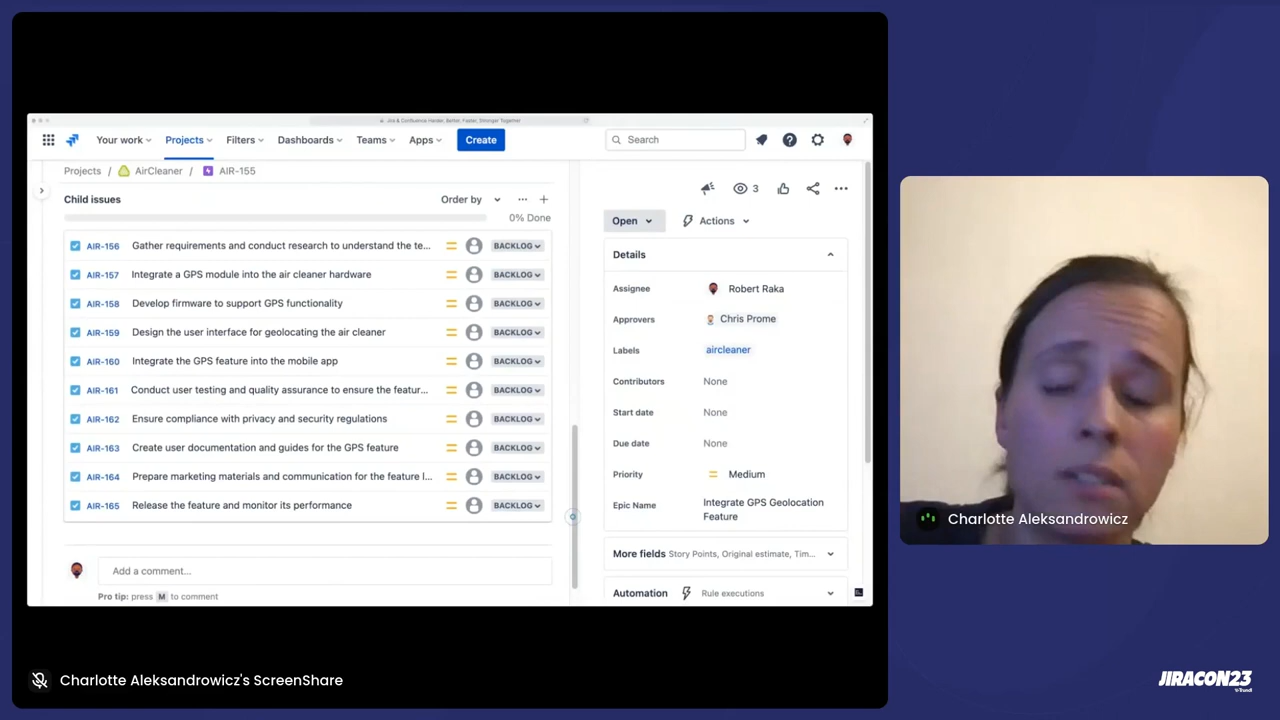 Jira & Confluence Harder, Better, Faster, Stronger Together
Your work
Projects
Filters
Dashboards
Teams
Apps
Create
Search
Projects / AirCleaner / AIR-155
3
Child issues
Order by
0% Done
Open
Actions
AIR-156 Gather requirements and conduct research to understand the te... BACKLOG
AIR-157 Integrate a GPS module into the air cleaner hardware BACKLOG
AIR-158 Develop firmware to support GPS functionality BACKLOG
AIR-159 Design the user interface for geolocating the air cleaner BACKLOG
AIR-160 Integrate the GPS feature into the mobile app BACKLOG
AIR-161 Conduct user testing and quality assurance to ensure the featur... BACKLOG
AIR-162 Ensure compliance with privacy and security regulations BACKLOG
AIR-163 Create user documentation and guides for the GPS feature BACKLOG
AIR-164 Prepare marketing materials and communication for the feature l... BACKLOG
AIR-165 Release the feature and monitor its performance BACKLOG
Add a comment...
Pro tip: press M to comment
Details
Assignee Robert Raka
Approvers Chris Prome
Labels aircleaner
Contributors None
Start date None
Due date None
Priority Medium
Epic Name Integrate GPS Geolocation
Feature
More fields Story Points, Original estimate, Tim...
Automation Rule executions
Charlotte Aleksandrowicz
Charlotte Aleksandrowicz's ScreenShare
JIRACON23